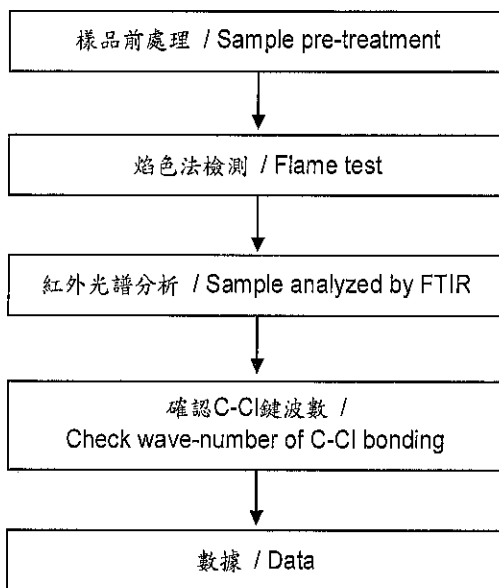 樣品前處理 / Sample pre-treatment
焰色法檢測 / Flame test
紅外光譜分析 / Sample analyzed by FTIR
確認C-Cl鍵波數 /
Check wave-number of C-Cl bonding
數據 / Data